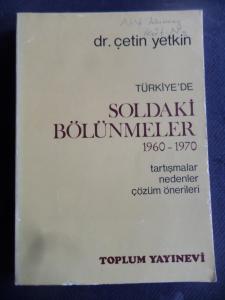 dr. çetin yetkin
TÜRKİYE'DE
SOLDAKİ
BÖLÜNMELER
1960-1970
tartışmalar
nedenler
çözüm önerileri
TOPLUM YAYINEVİ